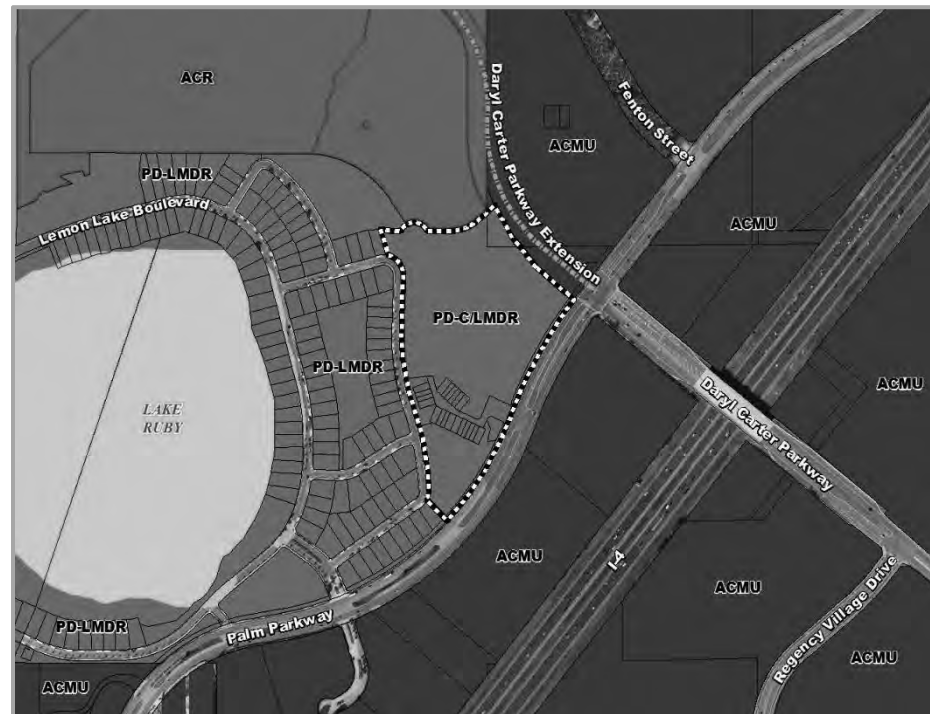 ACR
Daryl Carter Parkway Extension
Fenton Street
ACMU
PD-LMDR
Lemon Lake Boulevard
ACMU
PD-C/LMDR
PD-LMDR
ACMU
LAKE
RUBY
Daryl Carter Parkway
I-4
ACMU
ACMU
PD-LMDR
Palm Parkway
Regency Village Drive
ACMU
ACMU